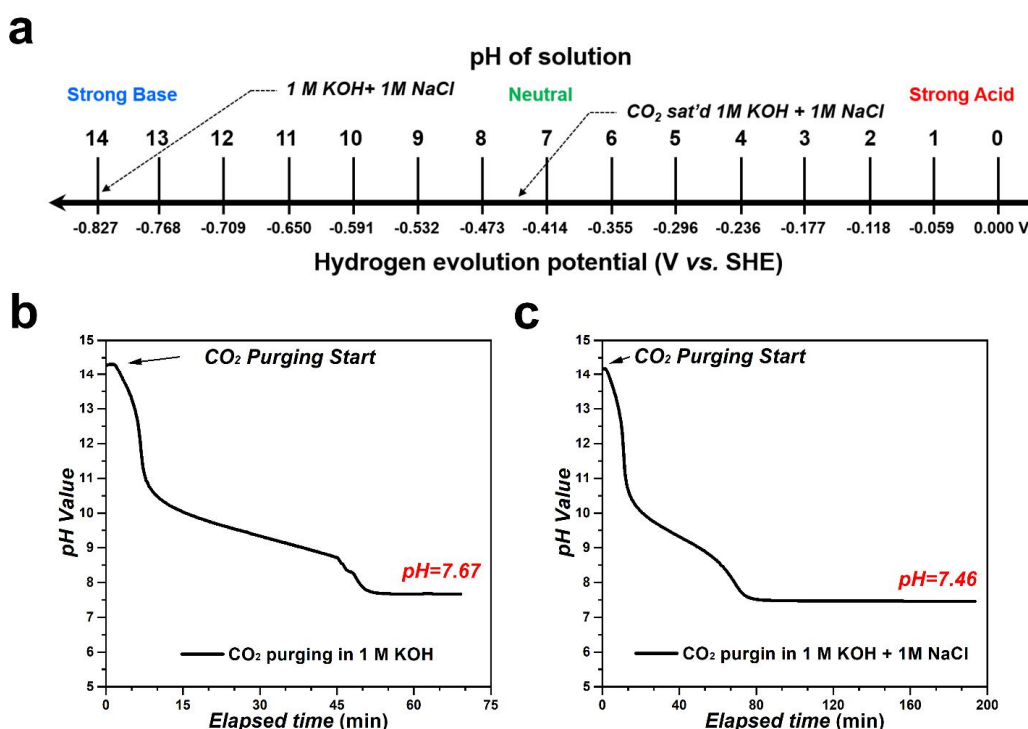 a
pH of solution
Strong Base
1 M KOH+ 1M NaCl
Neutral
CO₂ sat'd 1M KOH + 1M NaCl
Strong Acid
14 13 12 11 10 9 8 7 6 5 4 3 2 1 0
-0.827 -0.768 -0.709 -0.650 -0.591 -0.532 -0.473 -0.414 -0.355 -0.296 -0.236 -0.177 -0.118 -0.059 0.000 V
Hydrogen evolution potential (V vs. SHE)
b
15
14
13
12
11
10
9
8
7
6
5
pH Value
CO₂ Purging Start
pH=7.67
CO₂ purging in 1 M KOH
0 15 30 45 60 75
Elapsed time (min)
c
15
14
13
12
11
10
9
8
7
6
5
pH Value
CO₂ Purging Start
pH=7.46
CO₂ purgin in 1 M KOH + 1M NaCl
0 40 80 120 160 200
Elapsed time (min)